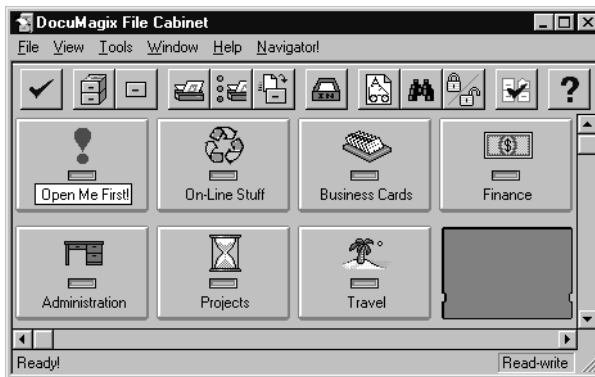 DocuMagix File Cabinet
File View Tools Window Help Navigator!
IN A ?
Open Me First! On-Line Stuff Business Cards Finance
Administration Projects Travel
Ready! Read-write